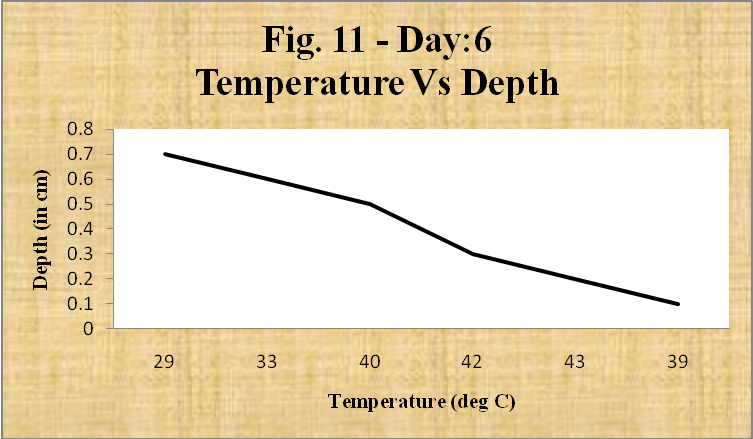 Fig. 11 - Day:6
Temperature Vs Depth
0.8
0.7
0.6
0.5
0.4
0.3
0.2
0.1
0
Depth (in cm)
29 33 40 42 43 39
Temperature (deg C)